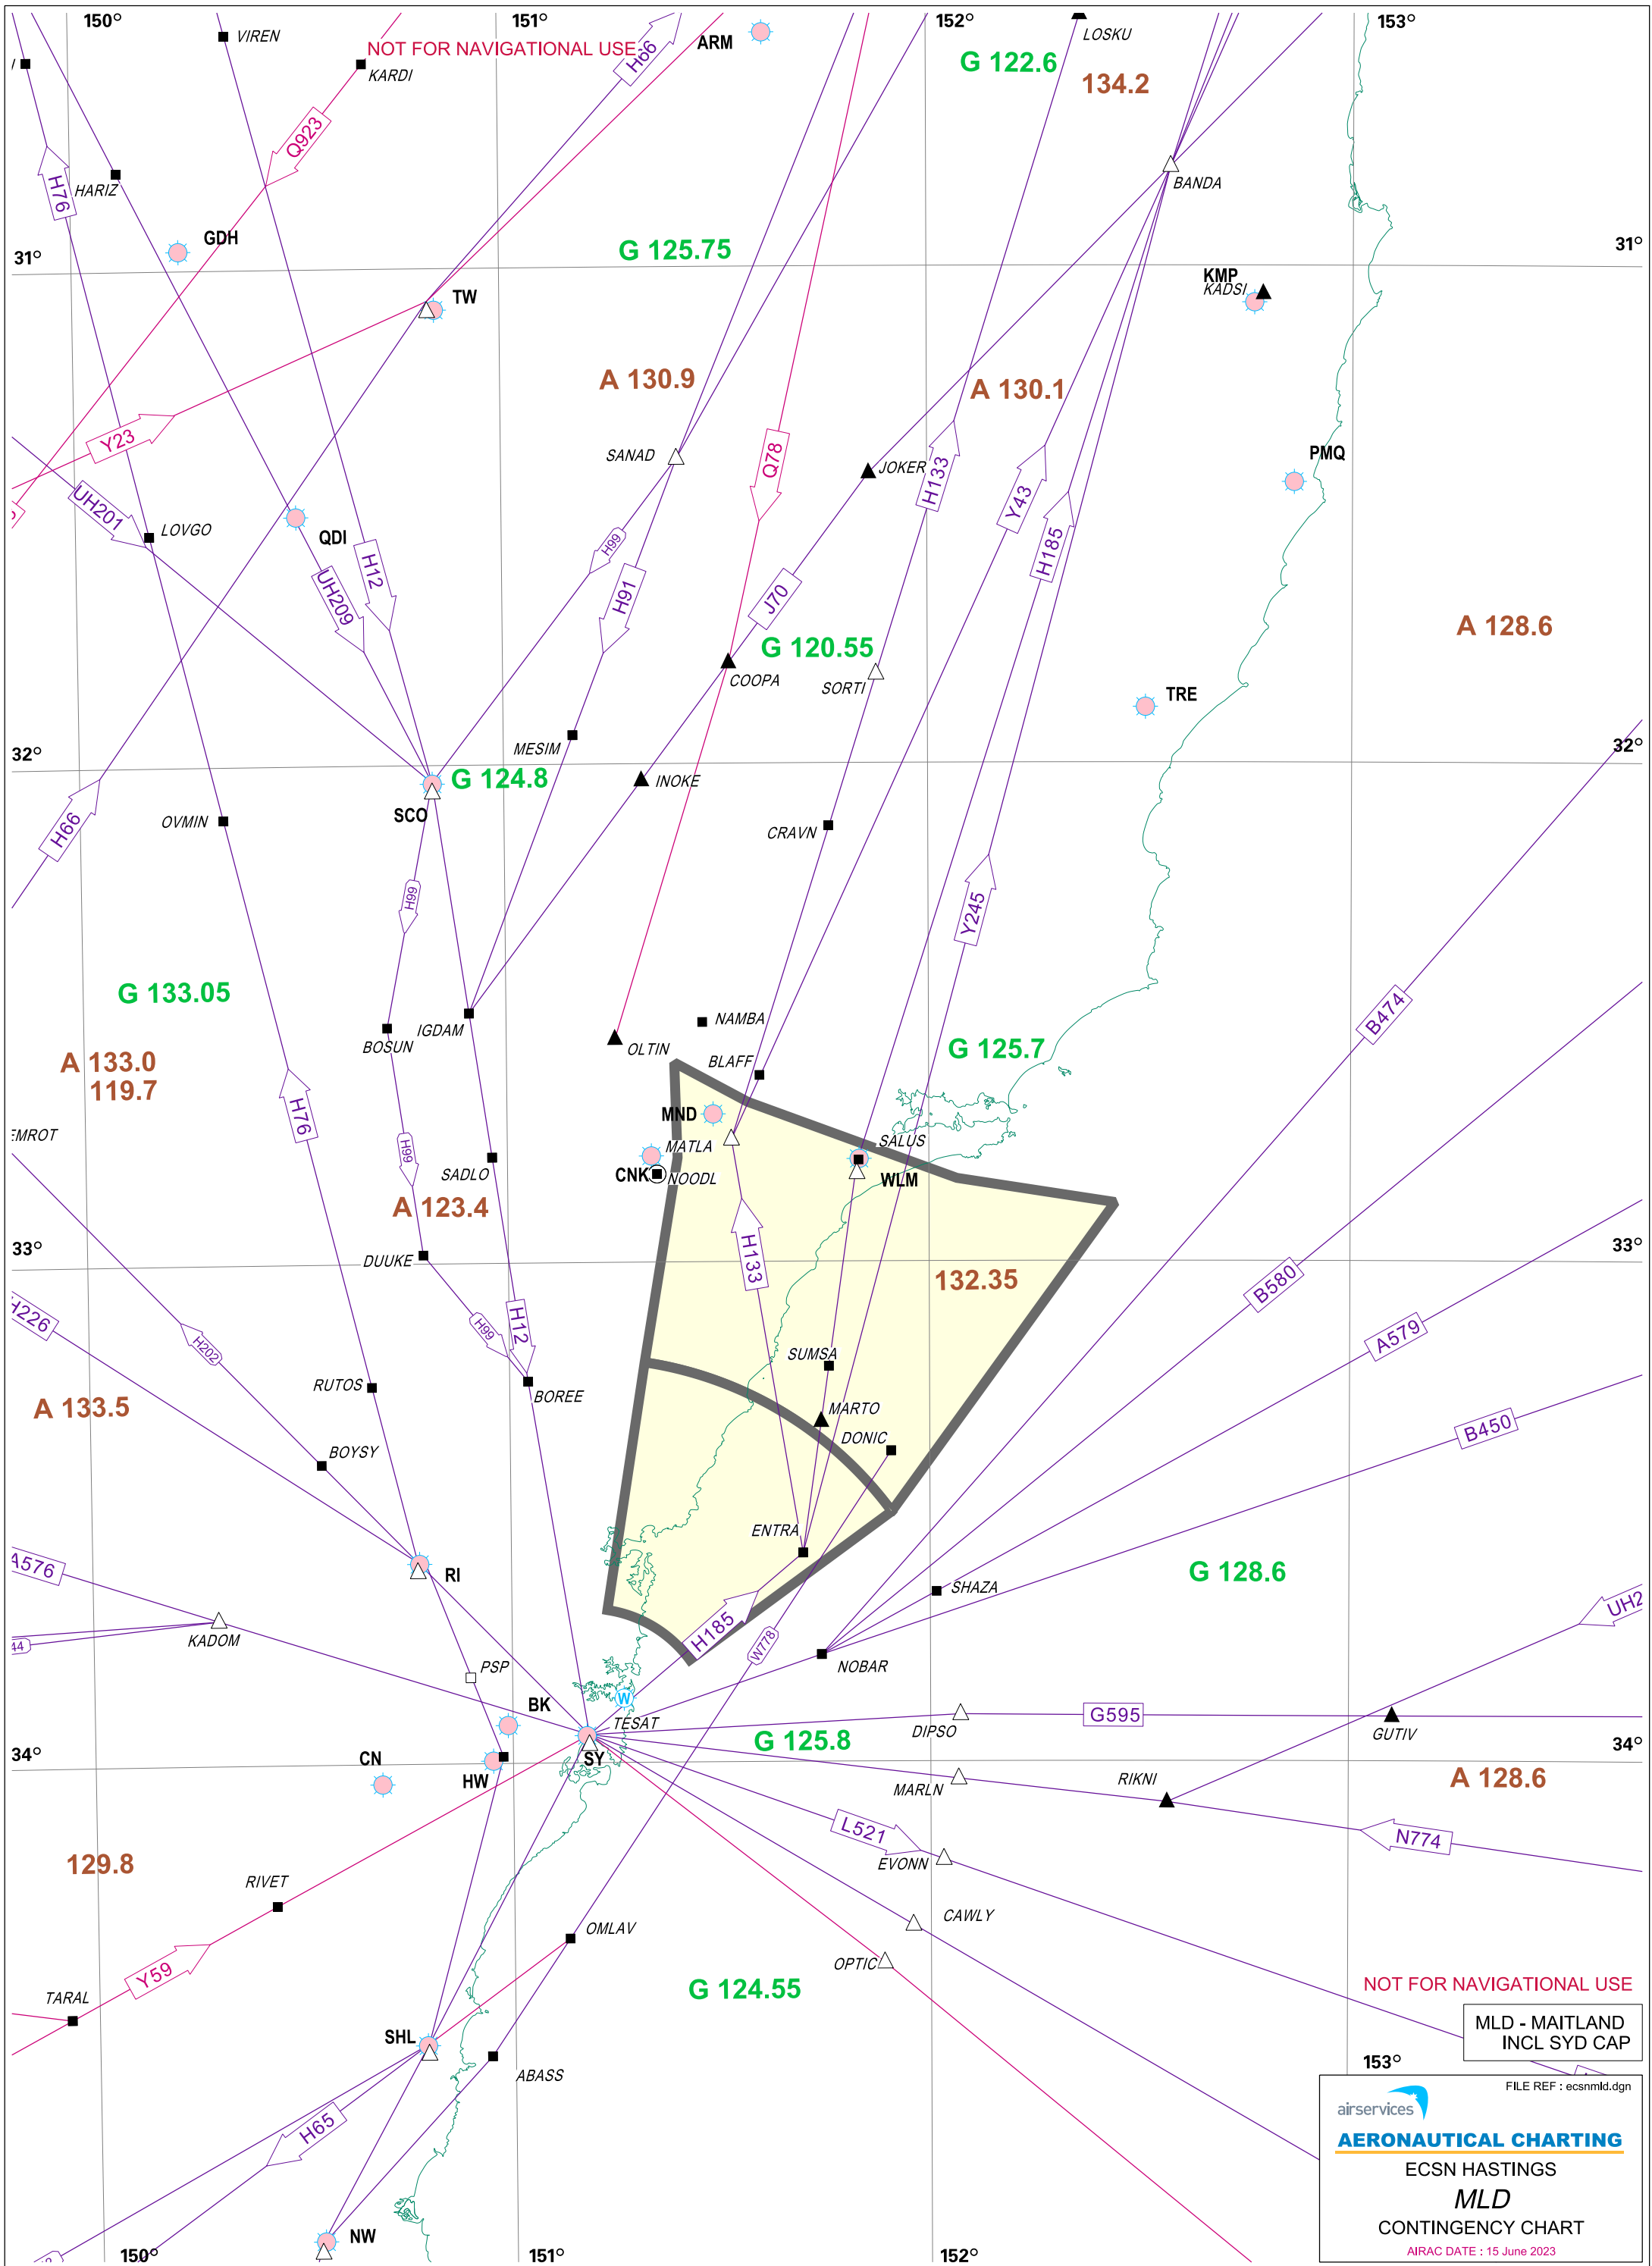 150°
151°
152°
153°
VIREN
NOT FOR NAVIGATIONAL USE
ARM
LOSKU
H66
G 122.6
KARDI
134.2
Q923
H76
HARIZ
BANDA
GDH
G 125.75
31°
31°
KMP
KADSI
TW
A 130.9
A 130.1
Y23
SANAD
Q78
JOKER
H133
PMQ
UH201
Y43
LOVGO
QDI
H12
H99
H185
UH209
H91
J70
A 128.6
G 120.55
COOPA
SORTI
TRE
MESIM
32°
32°
G 124.8
INOKE
SCO
H66
OVMIN
CRAVN
H99
Y245
G 133.05
B474
NAMBA
IGDAM
BOSUN
OLTIN
G 125.7
A 133.0
BLAFF
119.7
H76
MND
EMROT
SALUS
MATLA
H99
SADLO
CNK
NOODL
WLM
A 123.4
33°
33°
DUUKE
H133
132.35
B580
H226
H99
H12
A579
H202
SUMSA
RUTOS
BOREE
A 133.5
MARTO
B450
DONIC
BOYSY
ENTRA
A576
RI
G 128.6
SHAZA
UH2
H185
KADOM
44
W778
PSP
NOBAR
BK
W
TESAT
DIPSO
G595
GUTIV
G 125.8
34°
34°
CN
HW
SY
RIKNI
A 128.6
MARLN
L521
N774
129.8
EVONN
RIVET
CAWLY
OMLAV
Y59
OPTIC
G 124.55
NOT FOR NAVIGATIONAL USE
TARAL
MLD - MAITLAND
INCL SYD CAP
SHL
153°
ABASS
FILE REF : ecsnmld.dgn
airservices
H65
AERONAUTICAL CHARTING
ECSN HASTINGS
MLD
CONTINGENCY CHART
NW
AIRAC DATE : 15 June 2023
150°
151°
152°